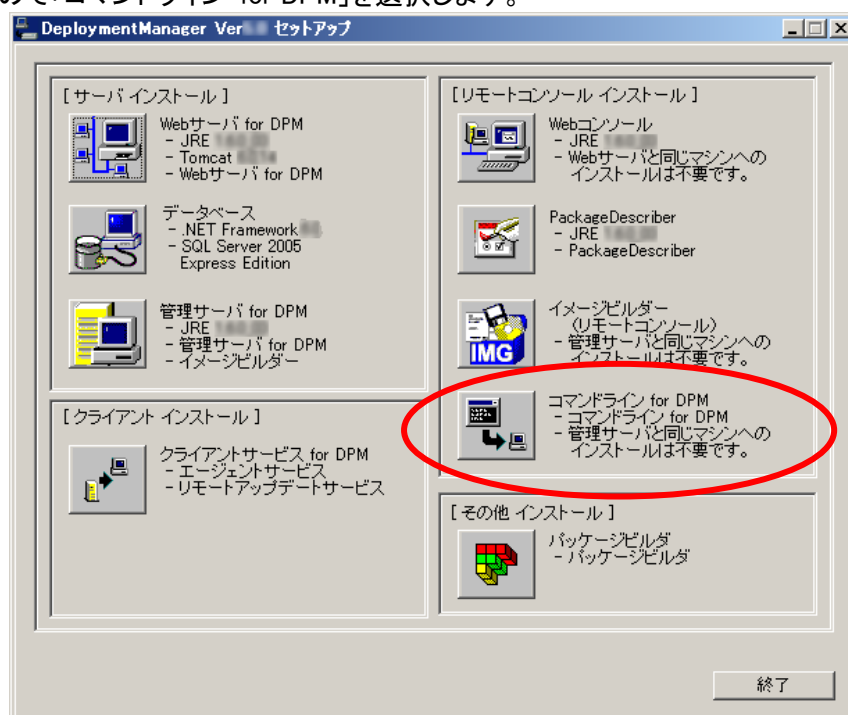 コマンドライン for DPM」を選択します。
DeploymentManager Ver セットアップ
[サーバ インストール]
Webサーバ for DPM
- JRE
- Tomcat
- Webサーバ for DPM
データベース
- .NET Framework
- SQL Server 2005
Express Edition
管理サーバ for DPM
- JRE
- 管理サーバ for DPM
- イメージビルダー
[クライアント インストール]
クライアントサービス for DPM
- エージェントサービス
- リモートアップデートサービス
[リモートコンソール インストール]
Webコンソール
- JRE
- Webサーバと同じマシンへの
インストールは不要です。
PackageDescriber
- JRE
- PackageDescriber
イメージビルダー
(リモートコンソール)
- 管理サーバと同じマシンへの
インストールは不要です。
IMG
コマンドライン for DPM
- コマンドライン for DPM
- 管理サーバと同じマシンへの
インストールは不要です。
[その他 インストール]
パッケージビルダ
- パッケージビルダ
終了